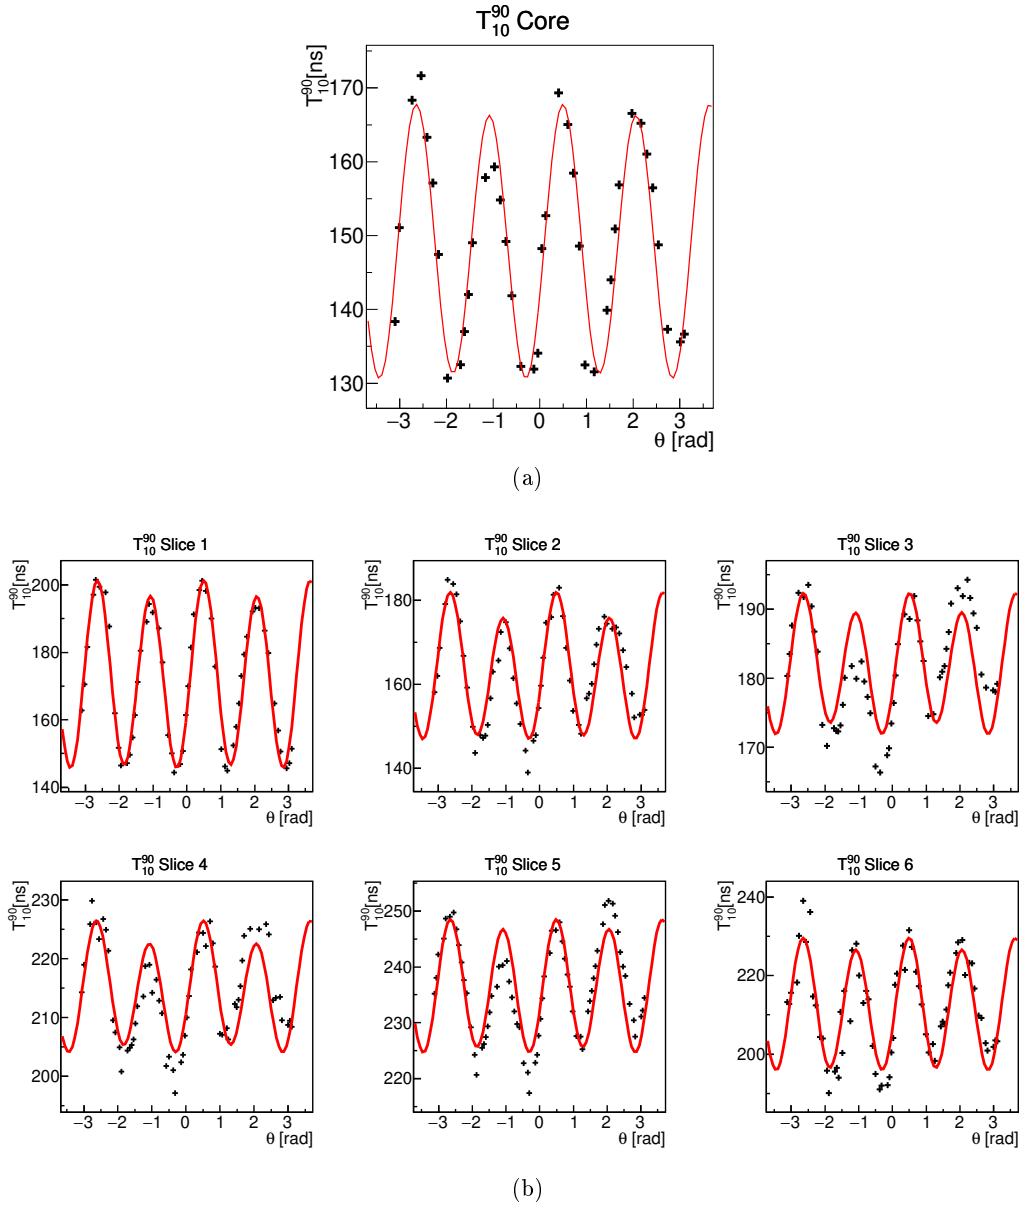 T₁₀⁹⁰ Core
T₁₀⁹⁰[ns]
170
160
150
140
130
−3 −2 −1 0 1 2 3
θ [rad]
(a)
T₁₀⁹⁰ Slice 1
T₁₀⁹⁰[ns]
200
180
160
140
−3 −2 −1 0 1 2 3
θ [rad]
T₁₀⁹⁰ Slice 2
T₁₀⁹⁰[ns]
180
160
140
−3 −2 −1 0 1 2 3
θ [rad]
T₁₀⁹⁰ Slice 3
T₁₀⁹⁰[ns]
190
180
170
−3 −2 −1 0 1 2 3
θ [rad]
T₁₀⁹⁰ Slice 4
T₁₀⁹⁰[ns]
230
220
210
200
−3 −2 −1 0 1 2 3
θ [rad]
T₁₀⁹⁰ Slice 5
T₁₀⁹⁰[ns]
250
240
230
220
−3 −2 −1 0 1 2 3
θ [rad]
T₁₀⁹⁰ Slice 6
T₁₀⁹⁰[ns]
240
220
200
−3 −2 −1 0 1 2 3
θ [rad]
(b)